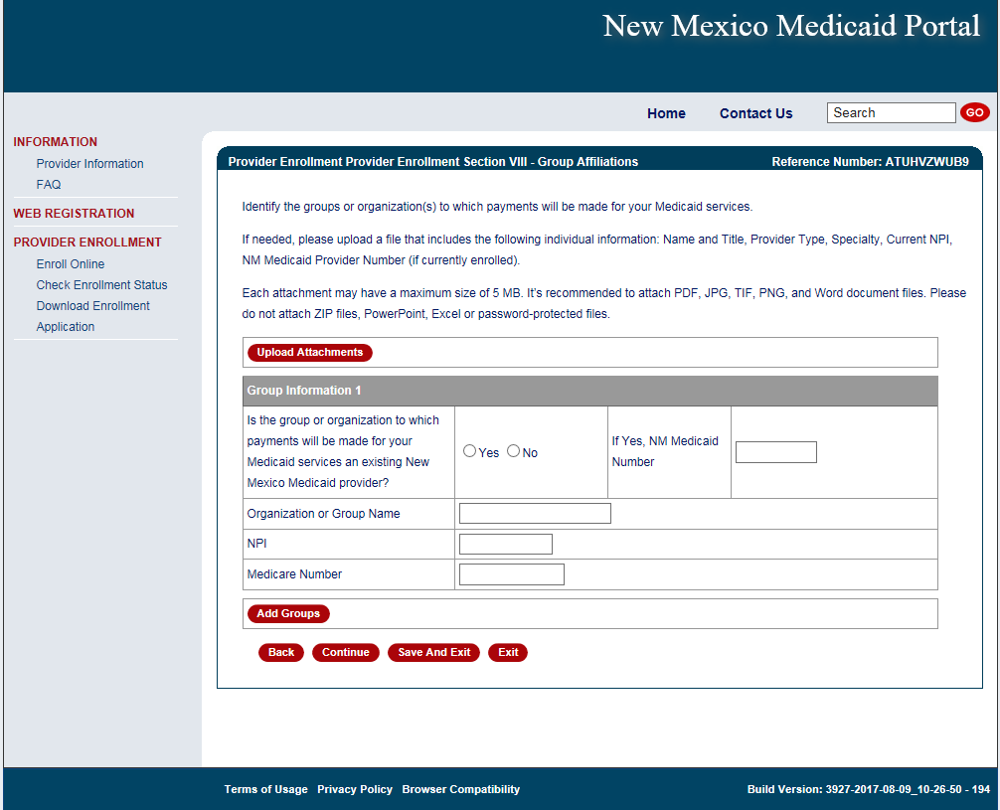 New Mexico Medicaid Portal
Home Contact Us Search GO
INFORMATION
Provider Information
FAQ
WEB REGISTRATION
PROVIDER ENROLLMENT
Enroll Online
Check Enrollment Status
Download Enrollment
Application
Provider Enrollment Provider Enrollment Section VIII - Group Affiliations Reference Number: ATUHVZWUB9
Identify the groups or organization(s) to which payments will be made for your Medicaid services.
If needed, please upload a file that includes the following individual information: Name and Title, Provider Type, Specialty, Current NPI,
NM Medicaid Provider Number (if currently enrolled).
Each attachment may have a maximum size of 5 MB. It's recommended to attach PDF, JPG, TIF, PNG, and Word document files. Please
do not attach ZIP files, PowerPoint, Excel or password-protected files.
Upload Attachments
Group Information 1
Is the group or organization to which
payments will be made for your
Medicaid services an existing New
Mexico Medicaid provider?
Yes No
If Yes, NM Medicaid
Number
Organization or Group Name
NPI
Medicare Number
Add Groups
Back Continue Save And Exit Exit
Terms of Usage Privacy Policy Browser Compatibility Build Version: 3927-2017-08-09_10-26-50 - 194